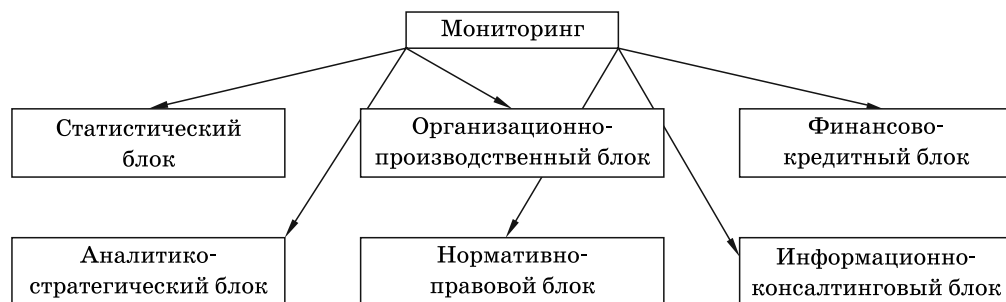 Мониторинг
Статистический
блок
Организационно-
производственный блок
Финансово-
кредитный блок
Аналитико-
стратегический блок
Нормативно-
правовой блок
Информационно-
консалтинговый блок